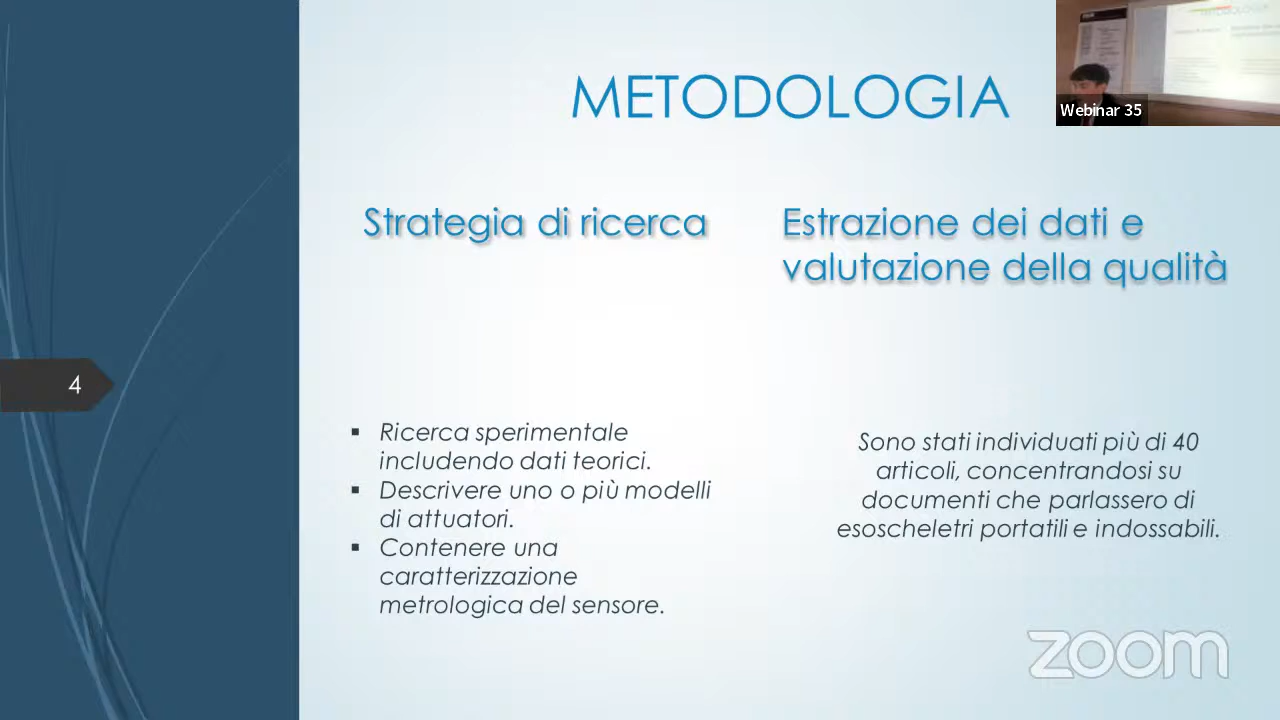 METODOLOGIA
Webinar 35
Strategia di ricerca
Estrazione dei dati e
valutazione della qualità
4
▪ Ricerca sperimentale
includendo dati teorici.
▪ Descrivere uno o più modelli
di attuatori.
▪ Contenere una
caratterizzazione
metrologica del sensore.
Sono stati individuati più di 40
articoli, concentrandosi su
documenti che parlassero di
esoscheletri portatili e indossabili.
zoom